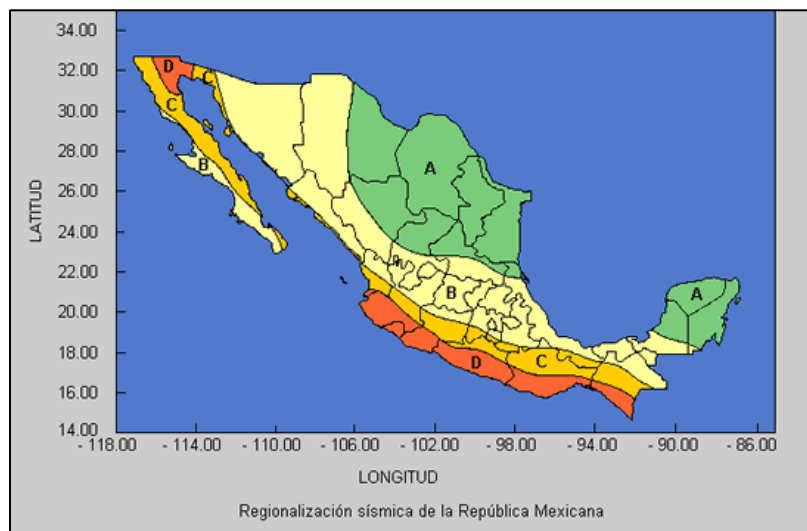 34.00
32.00
30.00
28.00
26.00
24.00
22.00
20.00
18.00
16.00
14.00
LATITUD
D
C
C
B
A
A
B
C
D
- 118.00 - 114.00 - 110.00 - 106.00 - 102.00 - 98.00 - 94.00 - 90.00 - 86.00
LONGITUD
Regionalización sísmica de la República Mexicana